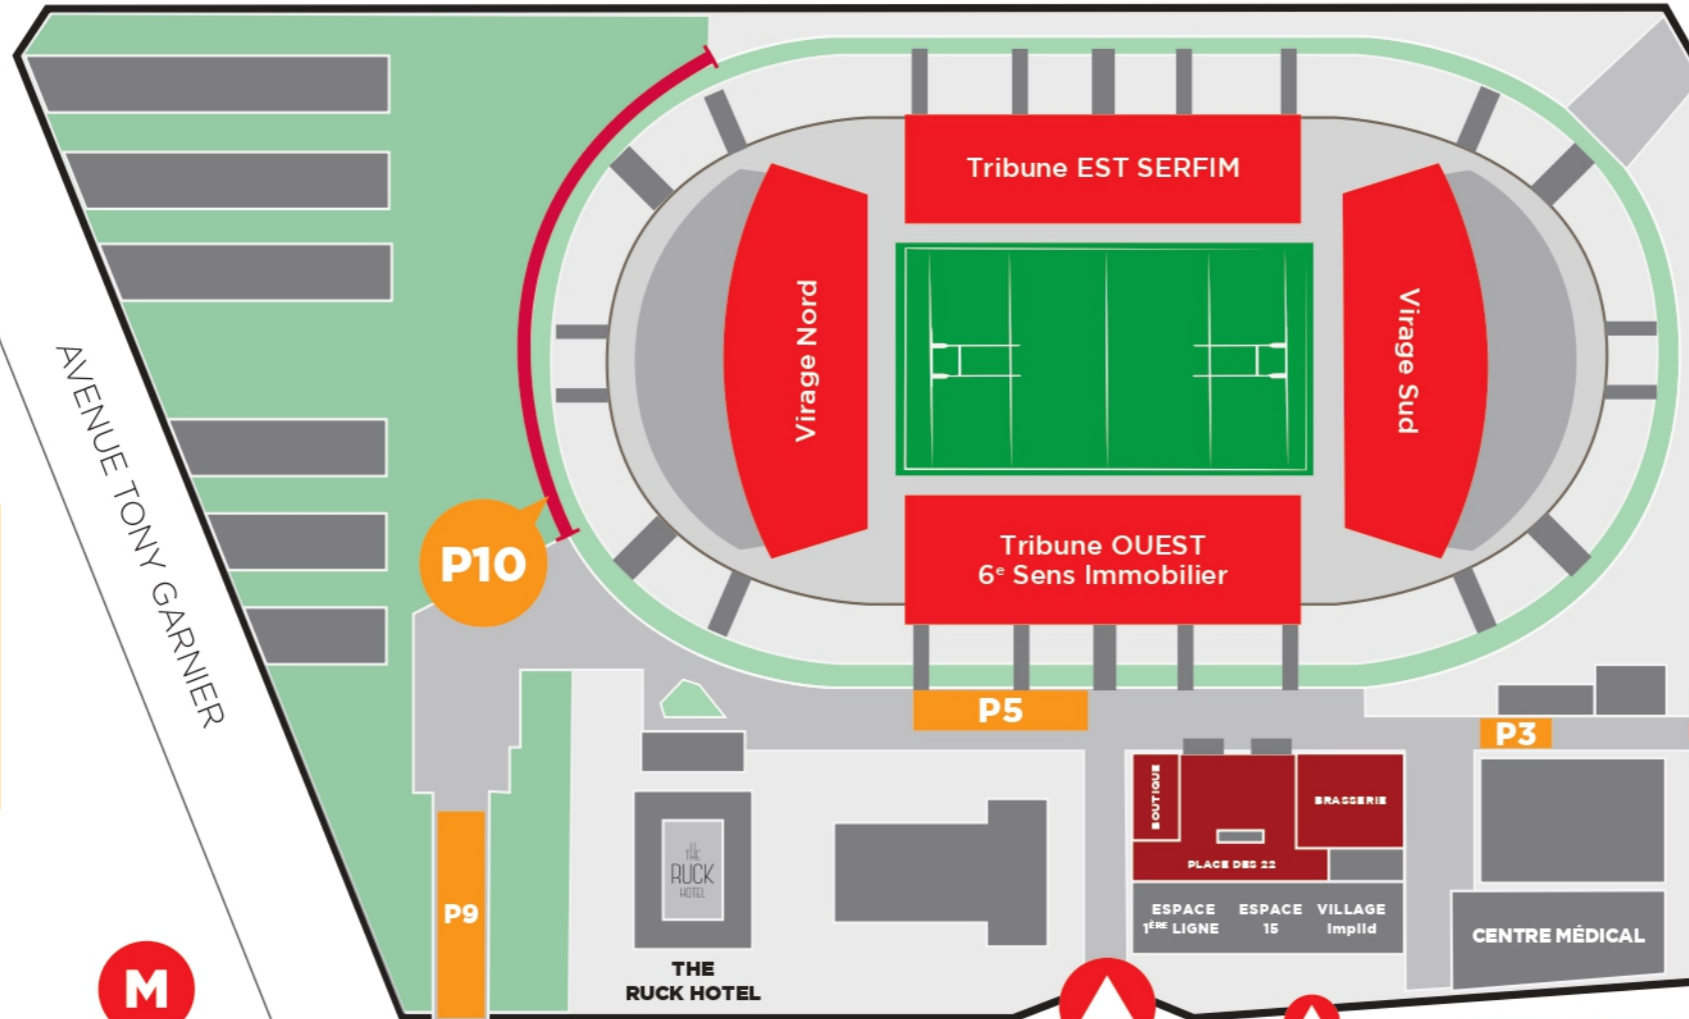 Tribune EST SERFIM
Virage Nord
Virage Sud
AVENUE TONY GARNIER
P10
Tribune OUEST
6e Sens Immobilier
P5
P3
BOUTIQUE
BRASSERIE
PLACE DES 22
THE
RUCK
HOTEL
P9
ESPACE
1ÈRE LIGNE
ESPACE
15
VILLAGE
Implid
CENTRE MÉDICAL
THE
RUCK HOTEL
M